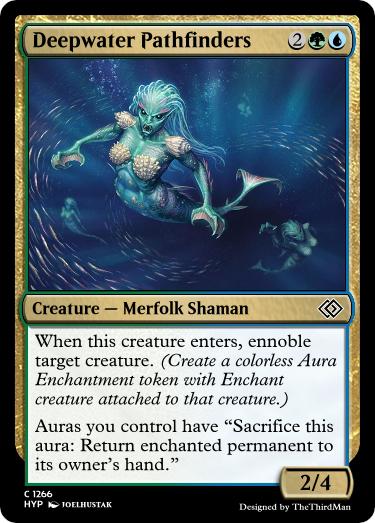 Deepwater Pathfinders 2
Creature — Merfolk Shaman
When this creature enters, ennoble
target creature. (Create a colorless Aura
Enchantment token with Enchant
creature attached to that creature.)
Auras you control have “Sacrifice this
aura: Return enchanted permanent to
its owner's hand.”
2/4
C 1266
HYP JOELHUSTAK
Designed by TheThirdMan